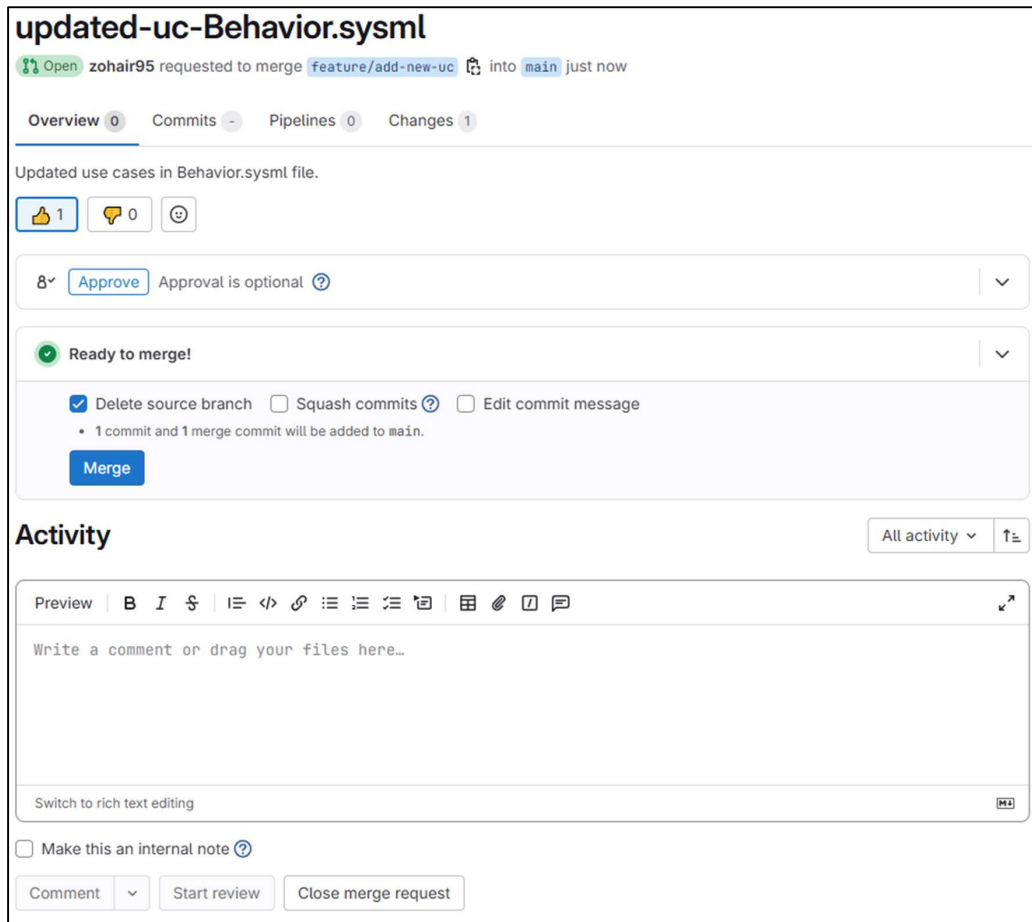 updated-uc-Behavior.sysml
Open zohair95 requested to merge feature/add-new-uc into main just now
Overview 0 Commits - Pipelines 0 Changes 1
Updated use cases in Behavior.sysml file.
1 0
Approve Approval is optional
Ready to merge!
Delete source branch Squash commits Edit commit message
• 1 commit and 1 merge commit will be added to main.
Merge
Activity
All activity
Preview B I S
Write a comment or drag your files here…
Switch to rich text editing
Make this an internal note
Comment Start review Close merge request